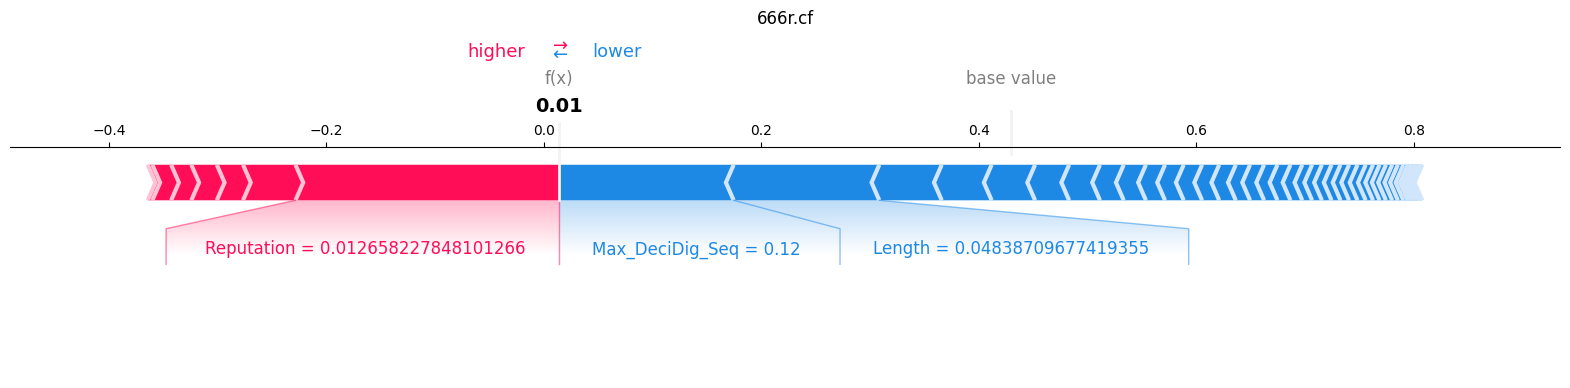 666r.cf
higher ⇄ lower
f(x) base value
0.01
−0.4 −0.2 0.0 0.2 0.4 0.6 0.8
Reputation = 0.012658227848101266 Max_DeciDig_Seq = 0.12 Length = 0.04838709677419355